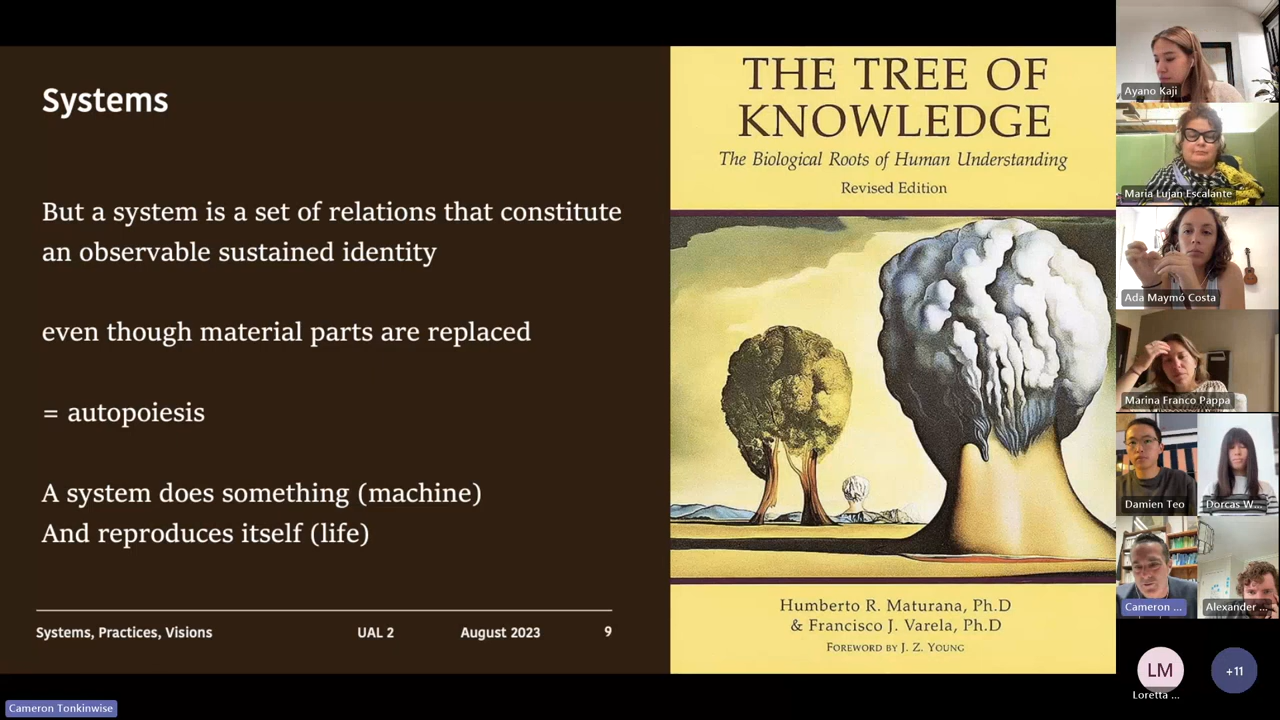 Systems
But a system is a set of relations that constitute
an observable sustained identity
even though material parts are replaced
= autopoiesis
A system does something (machine)
And reproduces itself (life)
Systems, Practices, Visions
UAL 2
August 2023
9
THE TREE OF
KNOWLEDGE
The Biological Roots of Human Understanding
Revised Edition
Humberto R. Maturana, Ph.D
& Francisco J. Varela, Ph.D
FOREWORD BY J. Z. YOUNG
Ayano Kaji
Maria Lujan Escalante
Ada Maymó Costa
Marina Franco Pappa
Damien Teo
Dorcas W...
Cameron ...
Alexander ...
LM
Loretta ...
+11
Cameron Tonkinwise